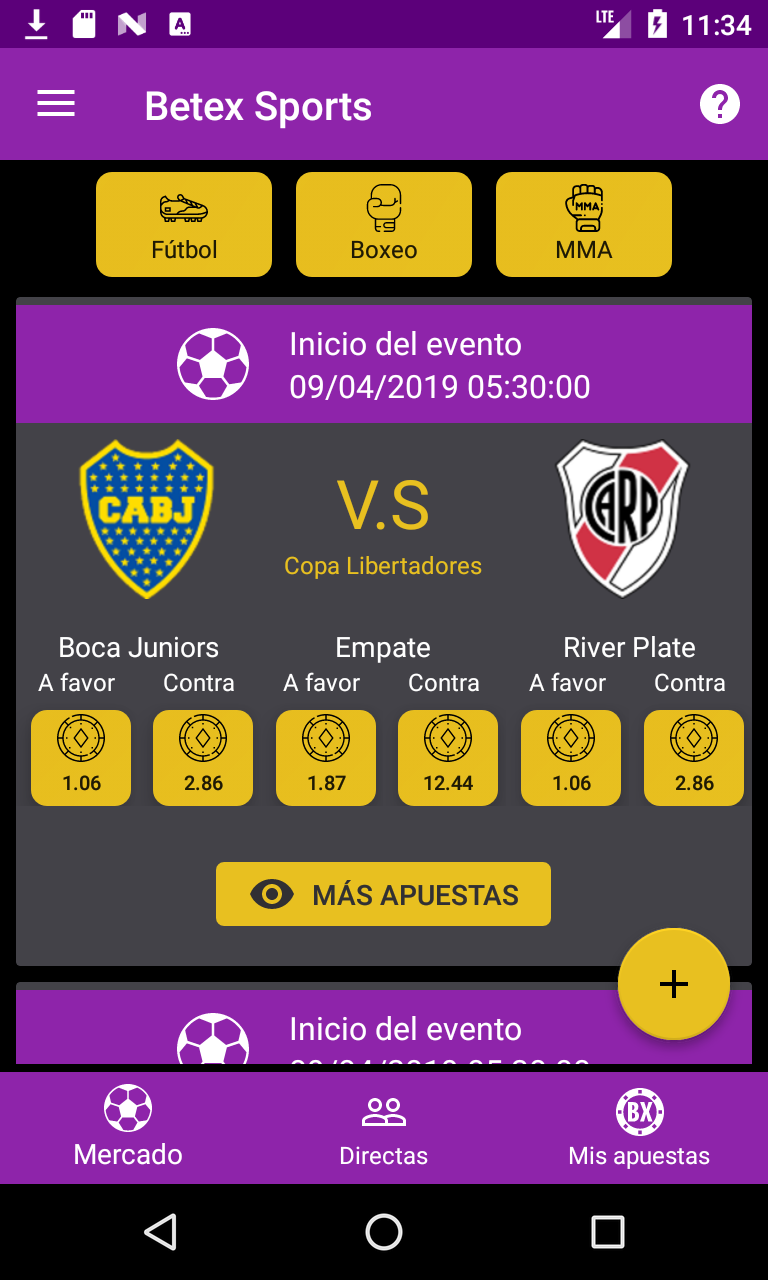 LTE 11:34
Betex Sports
Fútbol Boxeo MMA
MMA
Inicio del evento
09/04/2019 05:30:00
CABJ
V.S
CARP
Copa Libertadores
Boca Juniors Empate River Plate
A favor Contra A favor Contra A favor Contra
1.06 2.86 1.87 12.44 1.06 2.86
MÁS APUESTAS
+
Inicio del evento
BX
Mercado Directas Mis apuestas